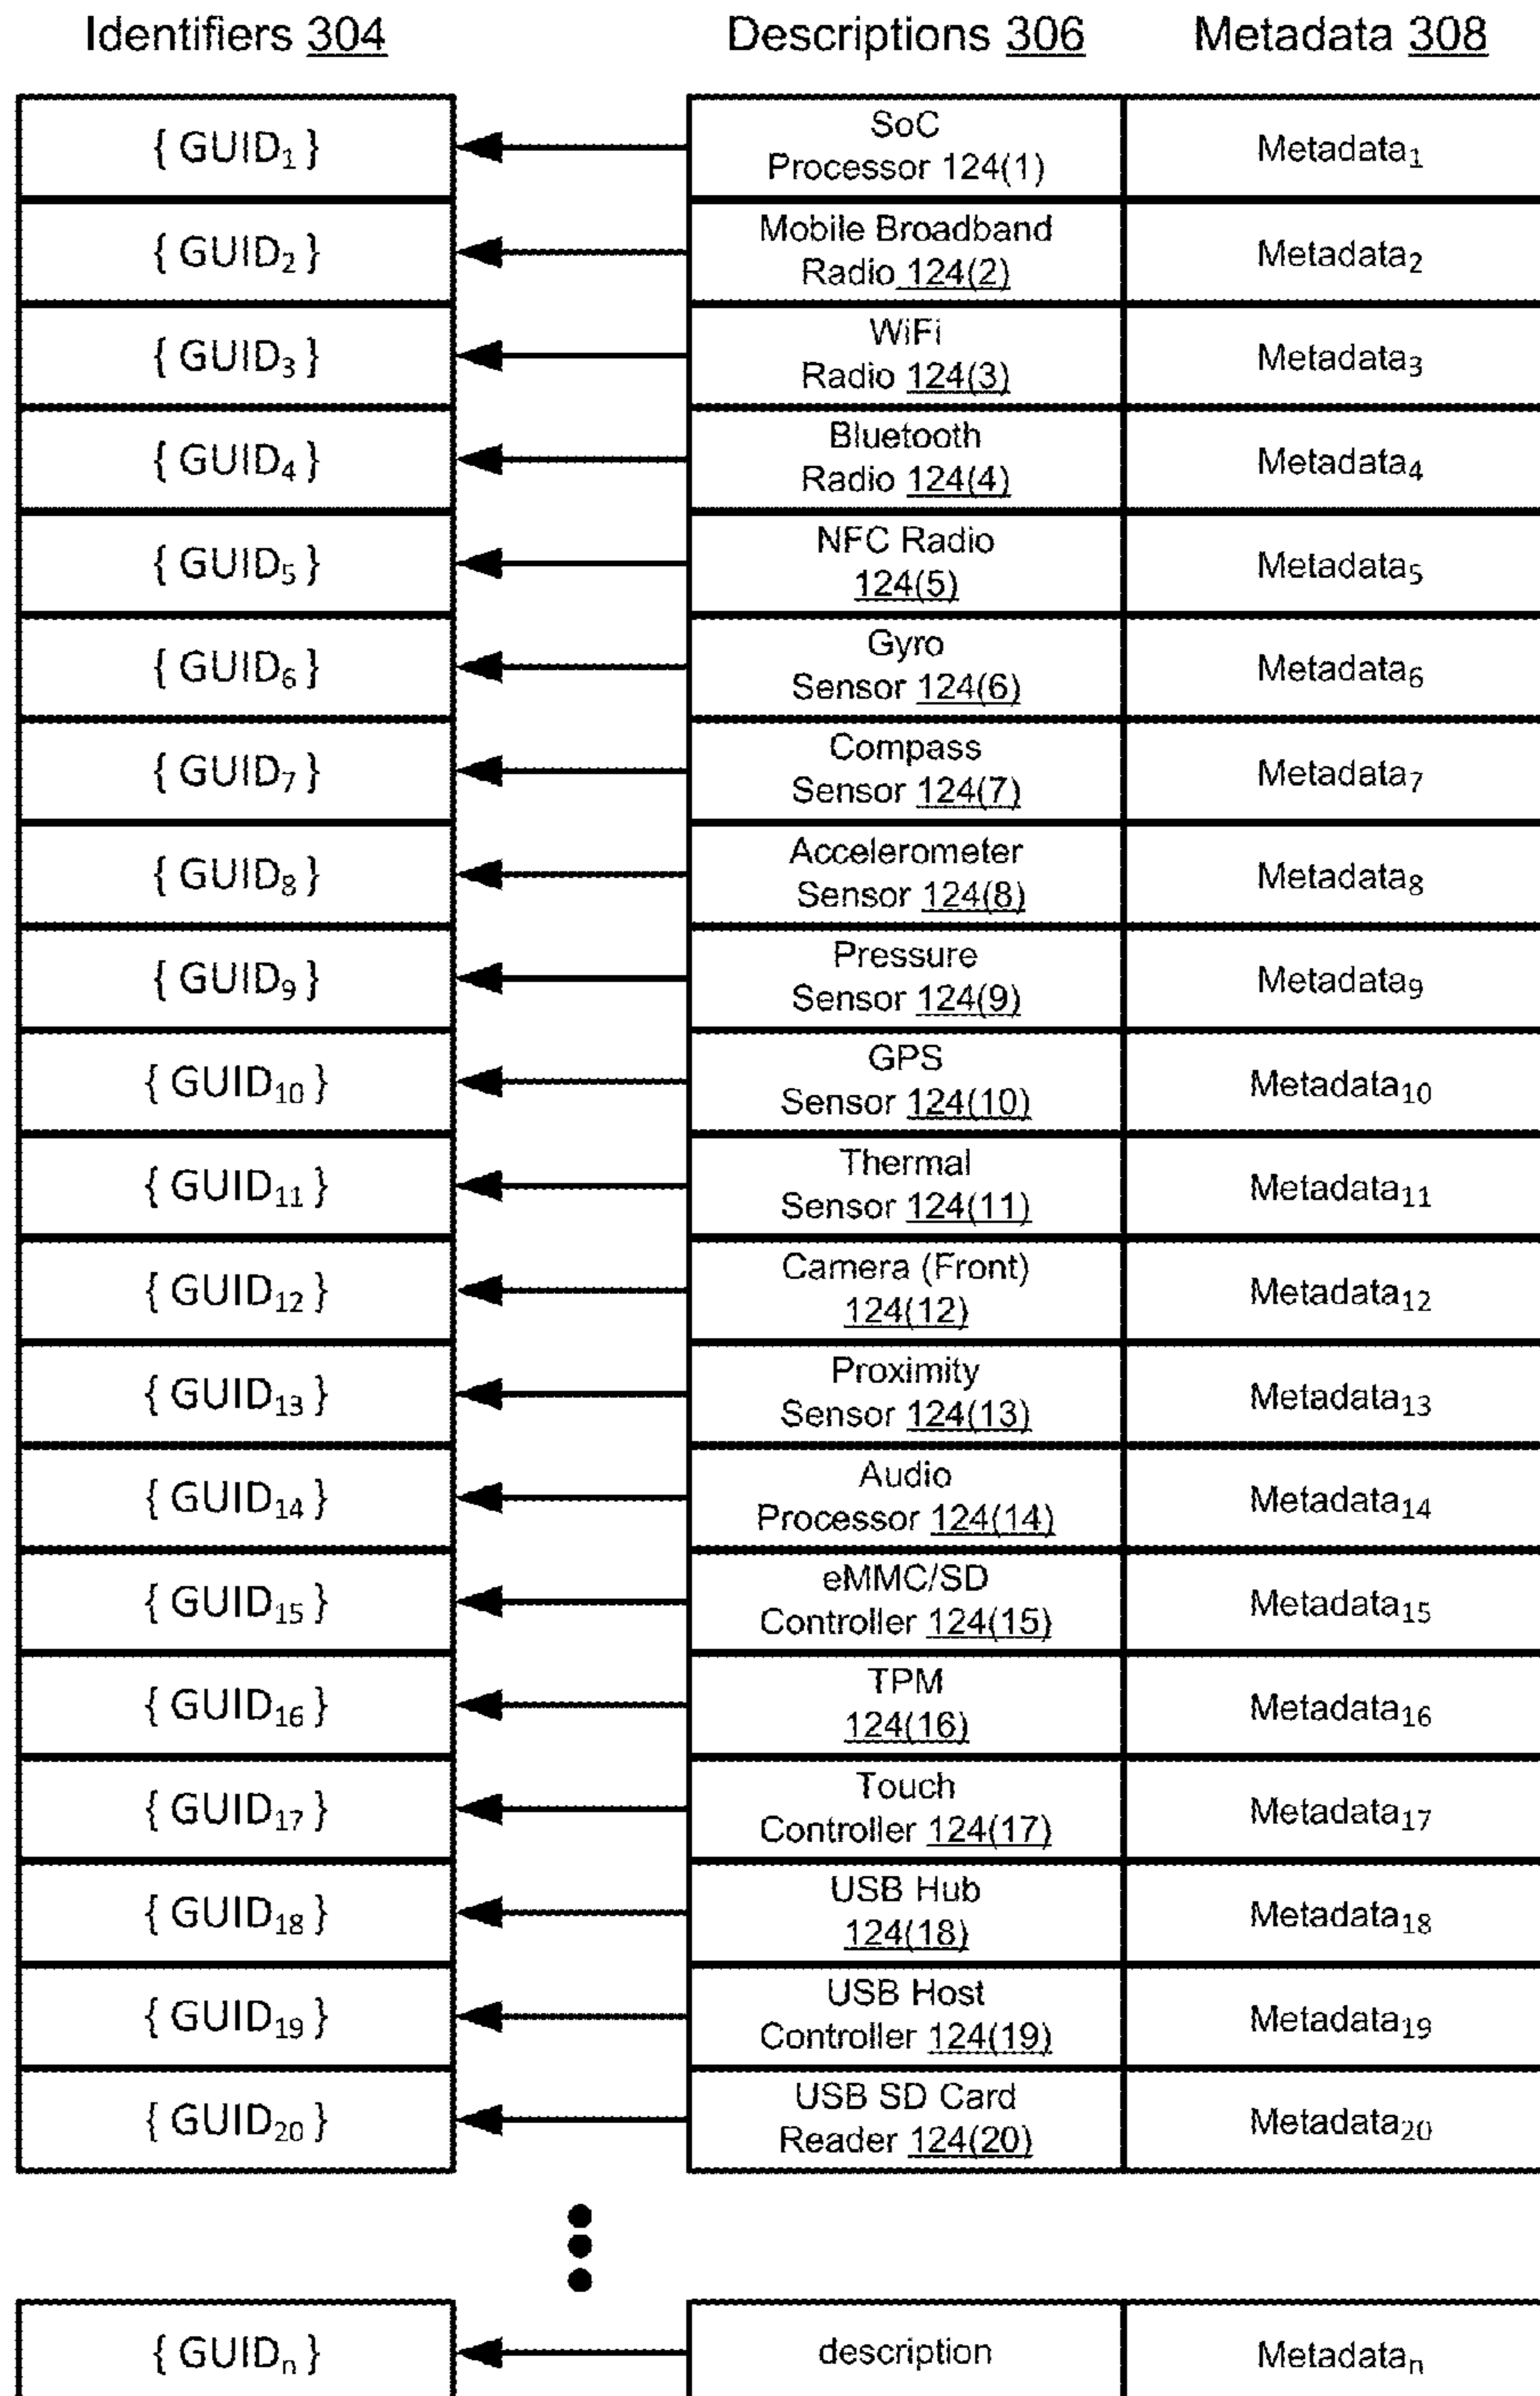 Identifiers 304 Descriptions 306 Metadata 308
{ GUID1 } SoC Metadata1
Processor 124(1)
{ GUID2 } Mobile Broadband Metadata2
Radio 124(2)
{ GUID3 } WiFi Metadata3
Radio 124(3)
{ GUID4 } Bluetooth Metadata4
Radio 124(4)
{ GUID5 } NFC Radio Metadata5
124(5)
{ GUID6 } Gyro Metadata6
Sensor 124(6)
{ GUID7 } Compass Metadata7
Sensor 124(7)
{ GUID8 } Accelerometer Metadata8
Sensor 124(8)
{ GUID9 } Pressure Metadata9
Sensor 124(9)
{ GUID10 } GPS Metadata10
Sensor 124(10)
{ GUID11 } Thermal Metadata11
Sensor 124(11)
{ GUID12 } Camera (Front) Metadata12
124(12)
{ GUID13 } Proximity Metadata13
Sensor 124(13)
{ GUID14 } Audio Metadata14
Processor 124(14)
{ GUID15 } eMMC/SD Metadata15
Controller 124(15)
{ GUID16 } TPM Metadata16
124(16)
{ GUID17 } Touch Metadata17
Controller 124(17)
{ GUID18 } USB Hub Metadata18
124(18)
{ GUID19 } USB Host Metadata19
Controller 124(19)
{ GUID20 } USB SD Card Metadata20
Reader 124(20)
{ GUIDn } description Metadatan